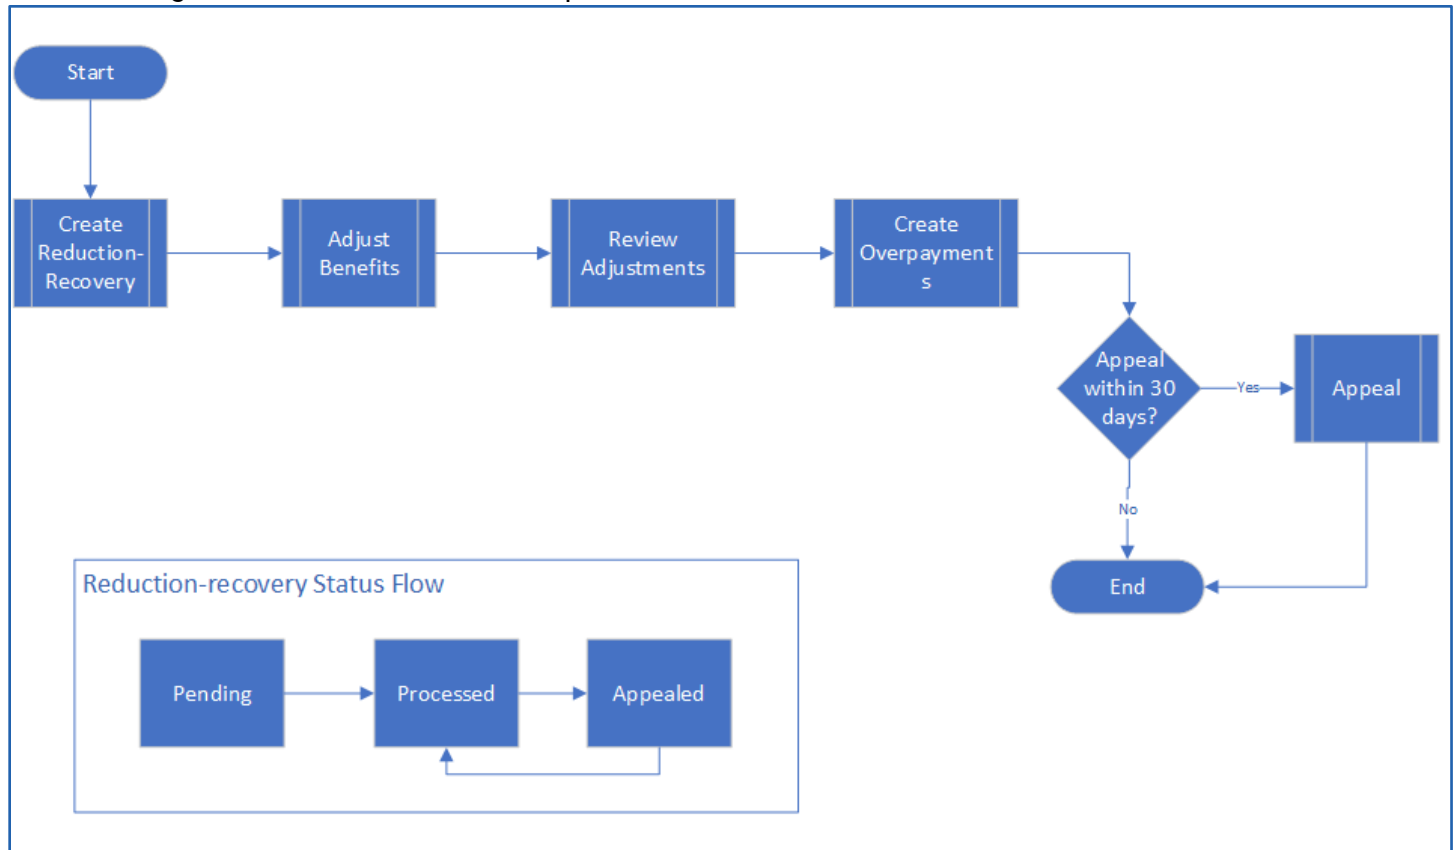 Start
Create
Reduction-
Recovery
Adjust
Benefits
Review
Adjustments
Create
Overpayment
s
Appeal
within 30
days?
Yes
Appeal
No
End
Reduction-recovery Status Flow
Pending
Processed
Appealed